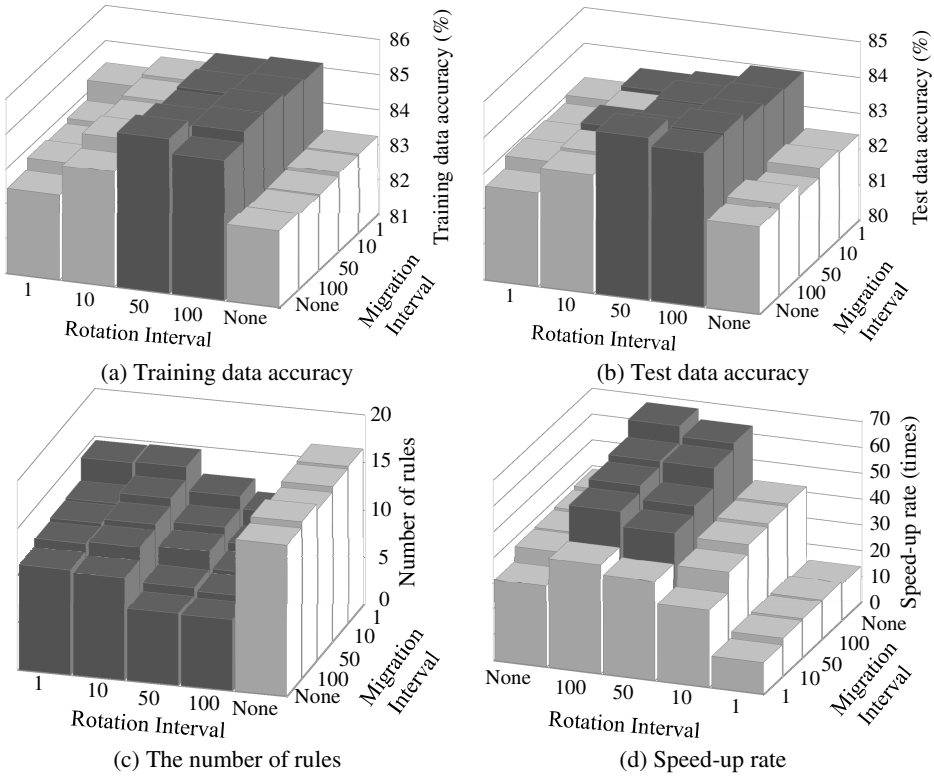 86
85
84
83
82
81
Training data accuracy (%)
1
10
50
100
None
Rotation Interval
1
10
50
100
None
Migration
Interval
(a) Training data accuracy
85
84
83
82
81
80
Test data accuracy (%)
1
10
50
100
None
Rotation Interval
1
10
50
100
None
Migration
Interval
(b) Test data accuracy
20
15
10
5
0
Number of rules
1
10
50
100
None
Rotation Interval
1
10
50
100
None
Migration
Interval
(c) The number of rules
70
60
50
40
30
20
10
0
Speed-up rate (times)
None
100
50
10
1
Rotation Interval
None
100
50
10
1
Migration
Interval
(d) Speed-up rate